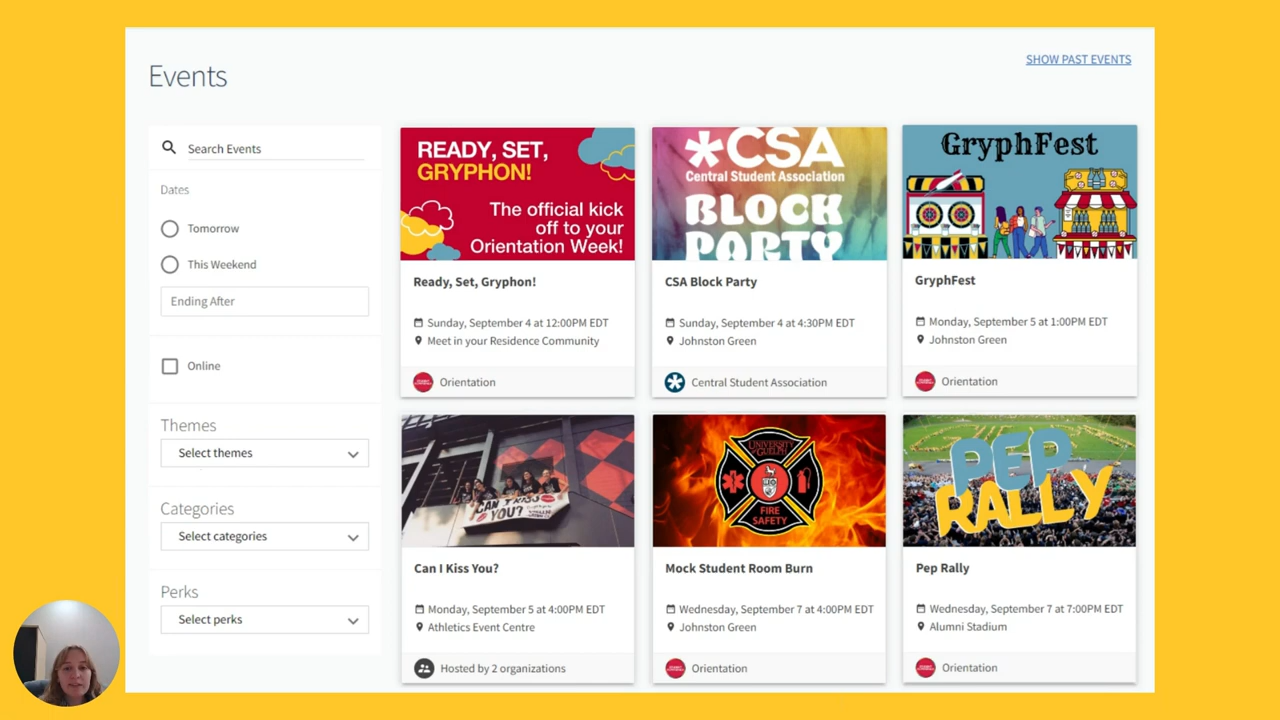 Events
SHOW PAST EVENTS
Search Events
Dates
Tomorrow
This Weekend
Ending After
Online
Themes
Select themes
Categories
Select categories
Perks
Select perks
READY, SET,
GRYPHON!
The official kick
off to your
Orientation Week!
Ready, Set, Gryphon!
Sunday, September 4 at 12:00PM EDT
Meet in your Residence Community
Orientation
*CSA
Central Student Association
BLOCK
PARTY
CSA Block Party
Sunday, September 4 at 4:30PM EDT
Johnston Green
Central Student Association
GryphFest
GryphFest
Monday, September 5 at 1:00PM EDT
Johnston Green
Orientation
CAN I KISS
YOU?
Can I Kiss You?
Monday, September 5 at 4:00PM EDT
Athletics Event Centre
Hosted by 2 organizations
UNIVERSITY
OF GUELPH
FIRE
SAFETY
Mock Student Room Burn
Wednesday, September 7 at 4:00PM EDT
Johnston Green
Orientation
PEP
RALLY
Pep Rally
Wednesday, September 7 at 7:00PM EDT
Alumni Stadium
Orientation